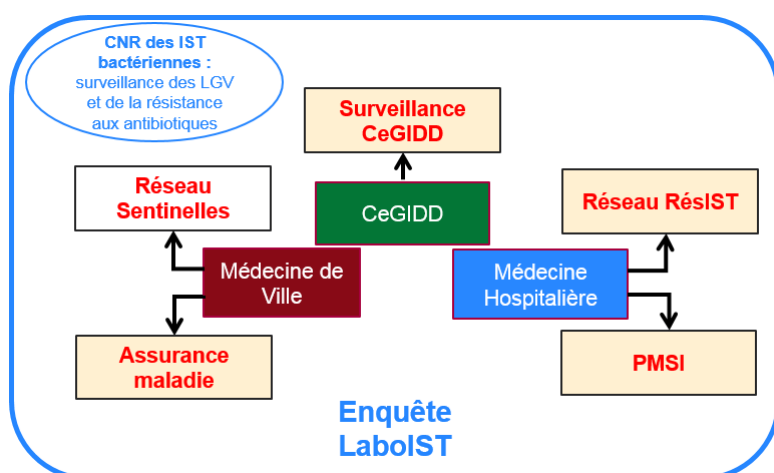 CNR des IST
bactériennes :
surveillance des LGV
et de la résistance
aux antibiotiques
Surveillance
CeGIDD
Réseau
Sentinelles
CeGIDD
Réseau RésIST
Médecine de
Ville
Médecine
Hospitalière
Assurance
maladie
PMSI
Enquête
LaboIST